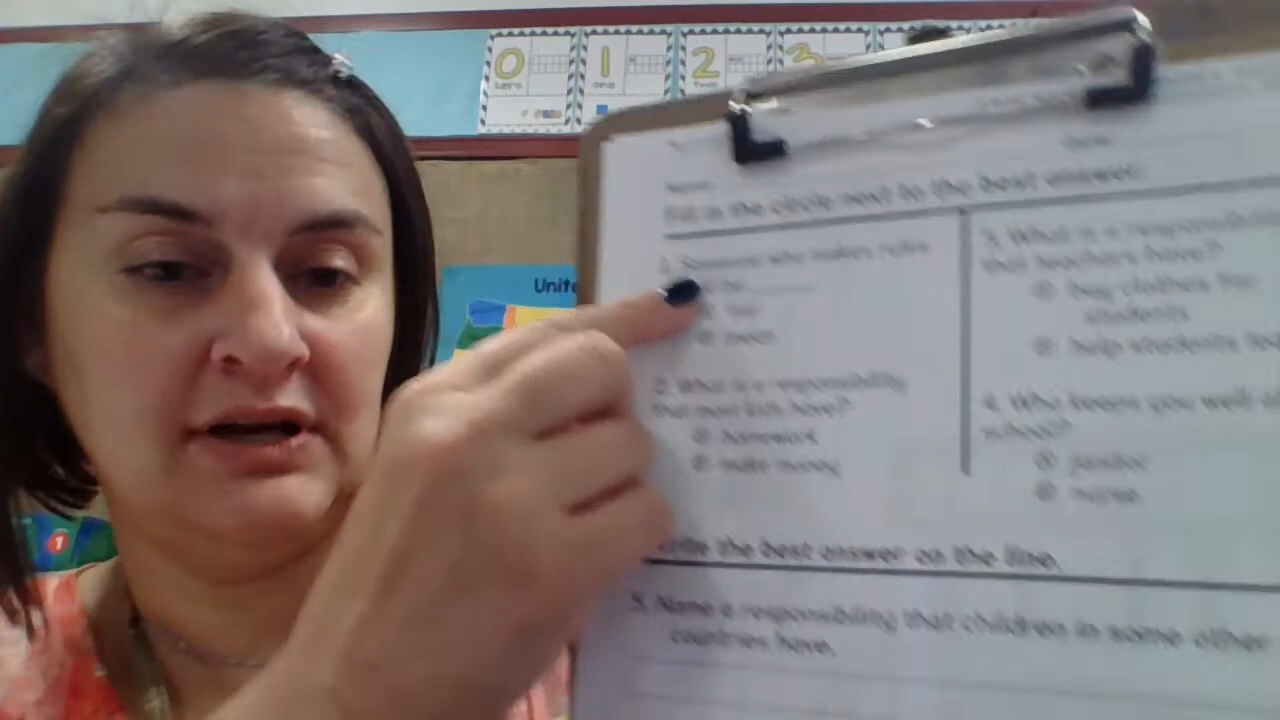 0
zero
1
one
2
two
3
Unite
1
Fill in the circle next to the best answer.
1. Someone who makes rules
2. What is a responsibility
that most kids have?
homework
make money
3. What is a responsibility
that teachers have?
buy clothes for
students
help students
4. Who keeps you well at
school?
janitor
nurse
the best answer on the line.
5. Name a responsibility that children in some other
countries have.